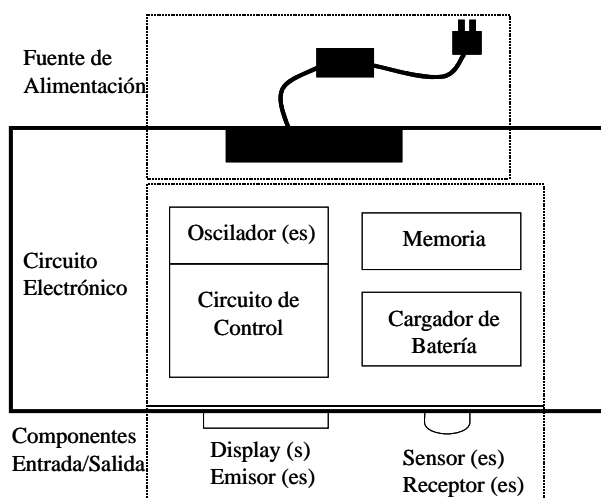 Fuente de
Alimentación
Oscilador (es)
Memoria
Circuito
Electrónico
Circuito de
Control
Cargador de
Batería
Componentes
Entrada/Salida
Display (s)
Emisor (es)
Sensor (es)
Receptor (es)